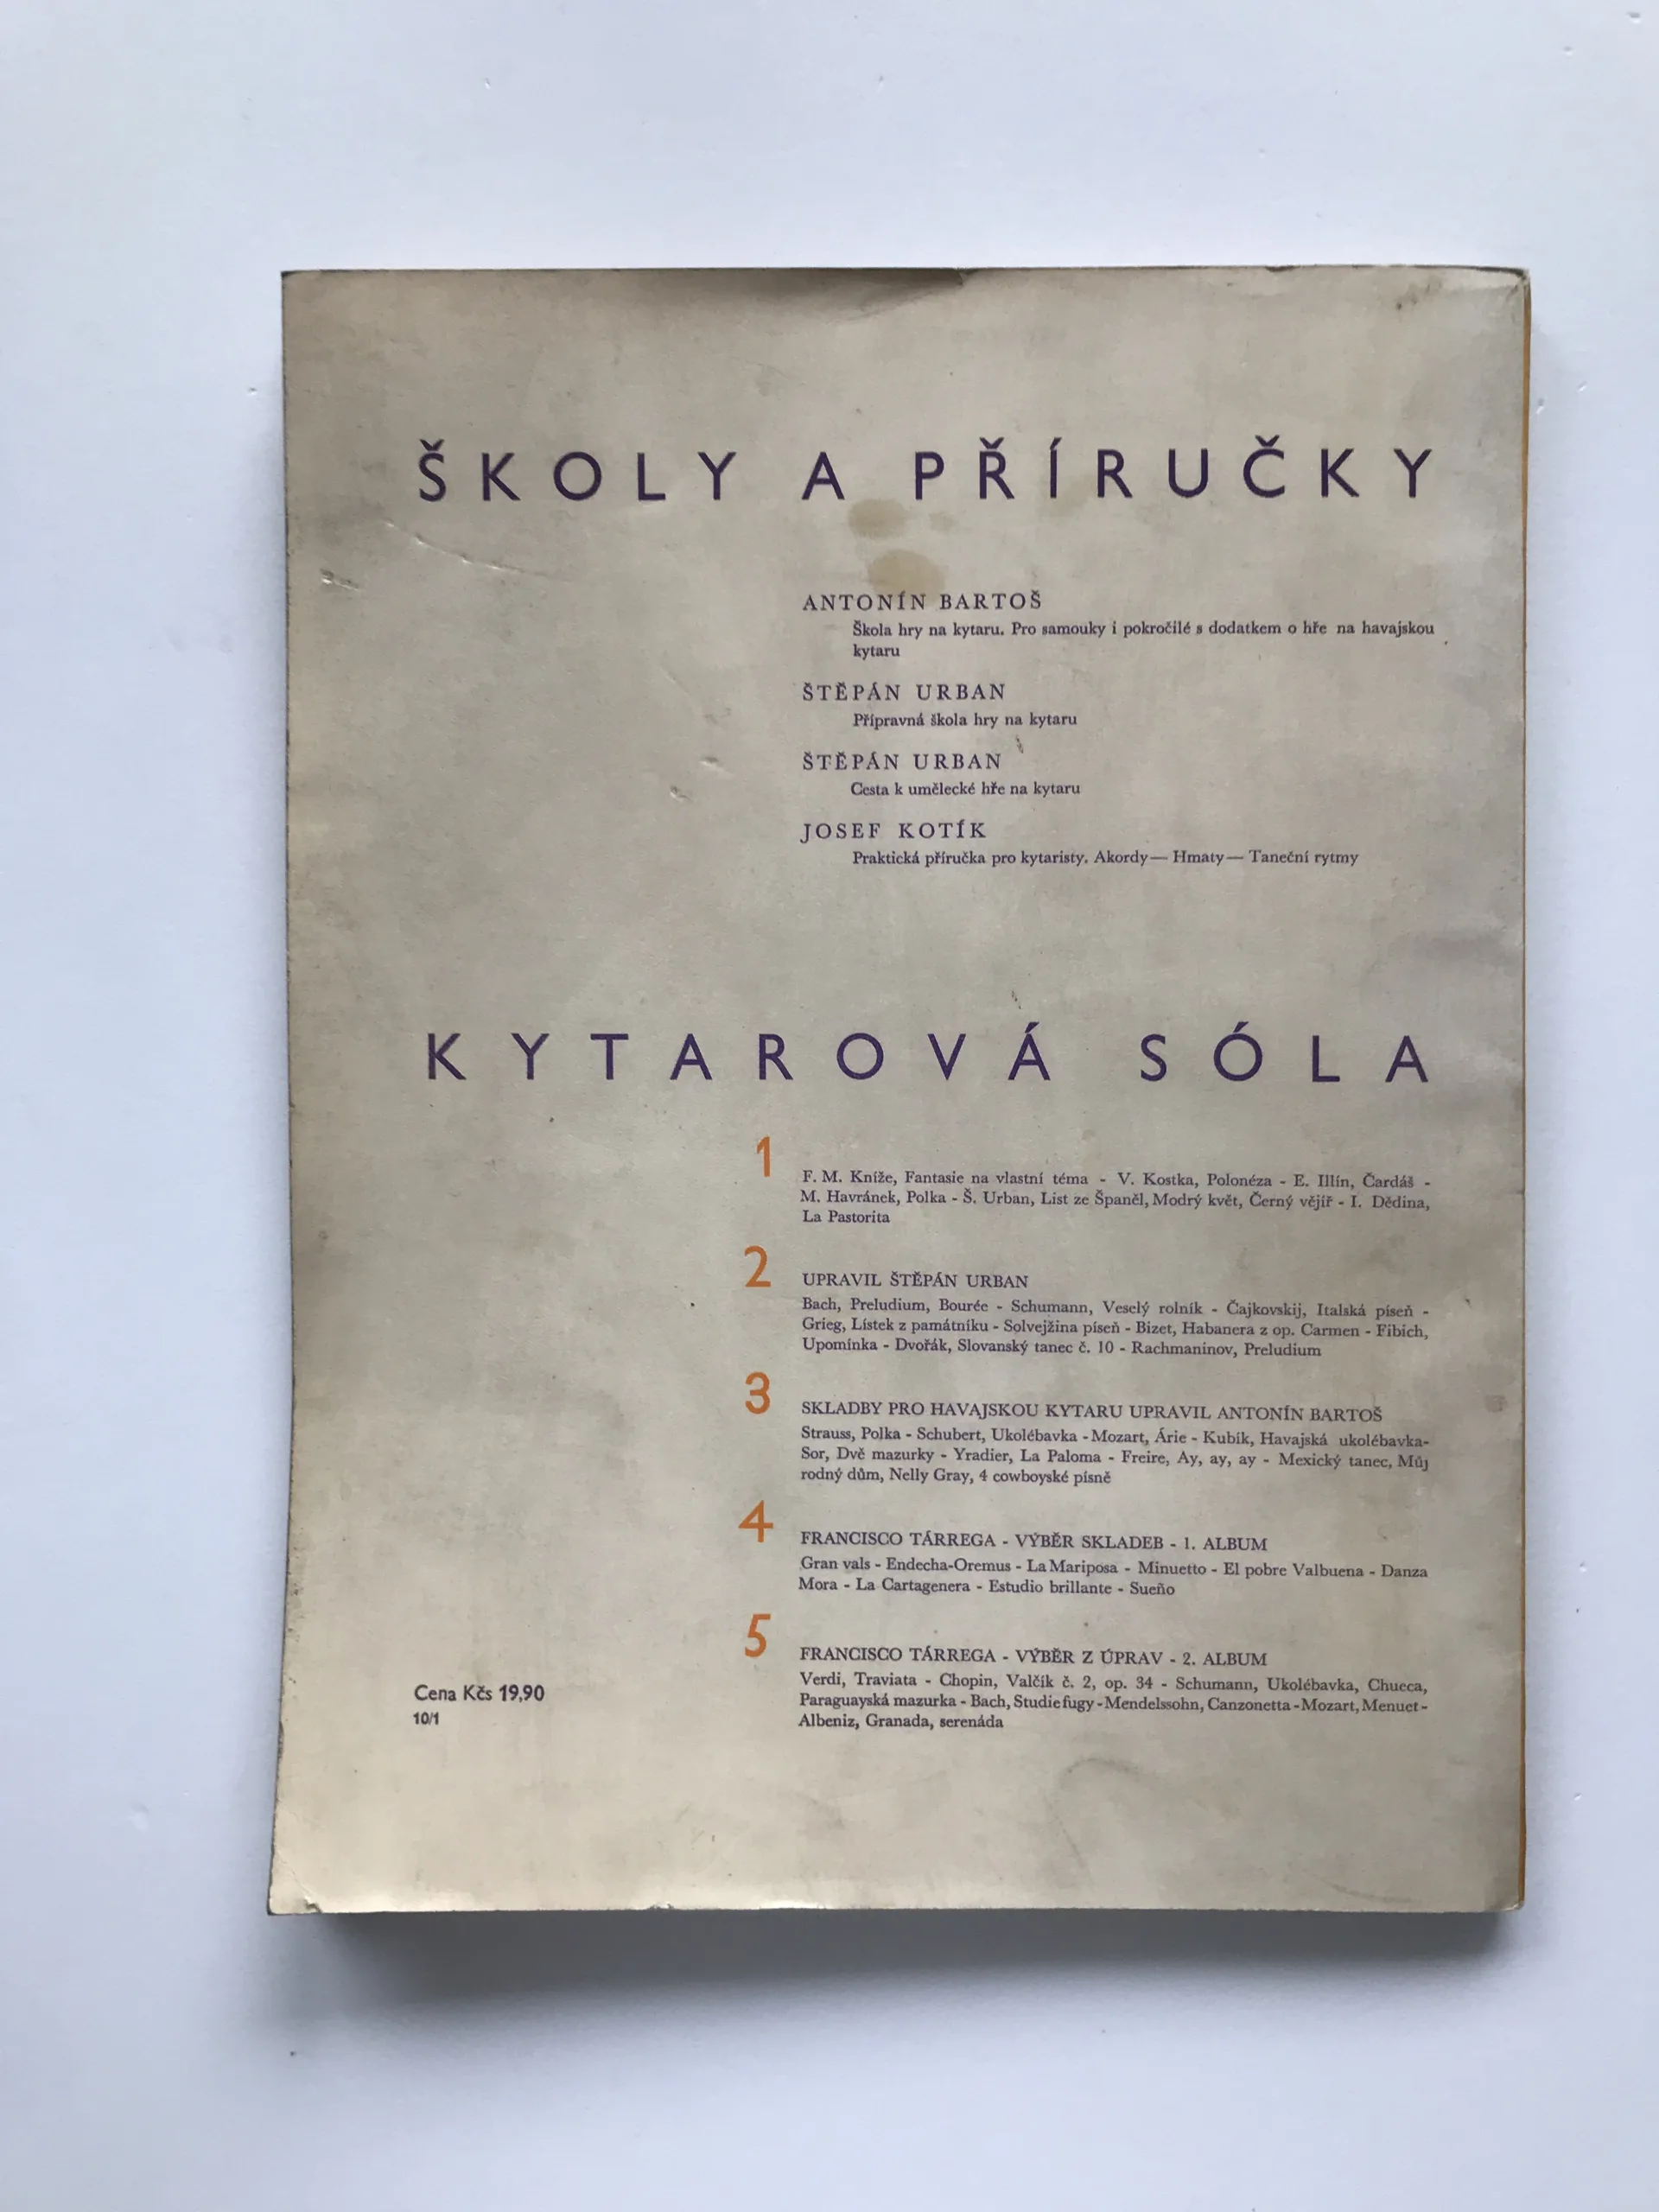 ŠKOLY A PŘÍRUČKY
ANTONÍN BARTOŠ
Škola hry na kytaru. Pro samouky i pokročilé s dodatkem o hře na havajskou
kytaru
ŠTĚPÁN URBAN
Přípravná škola hry na kytaru
ŠTĚPÁN URBAN
Cesta k umělecké hře na kytaru
JOSEF KOTÍK
Praktická příručka pro kytaristy. Akordy — Hmaty — Taneční rytmy
KYTAROVÁ SÓLA
1
F. M. Kníže, Fantasie na vlastní téma - V. Kostka, Polonéza - E. Illín, Čardáš -
M. Havránek, Polka - Š. Urban, List ze Španěl, Modrý květ, Černý vějíř - I. Dědina,
La Pastorita
2
UPRAVIL ŠTĚPÁN URBAN
Bach, Preludium, Bourée - Schumann, Veselý rolník - Čajkovskij, Italská píseň -
Grieg, Lístek z památníku - Solvejžina píseň - Bizet, Habanera z op. Carmen - Fibich,
Upomínka - Dvořák, Slovanský tanec č. 10 - Rachmaninov, Preludium
3
SKLADBY PRO HAVAJSKOU KYTARU UPRAVIL ANTONÍN BARTOŠ
Strauss, Polka - Schubert, Ukolébavka - Mozart, Árie - Kubík, Havajská ukolébavka-
Sor, Dvě mazurky - Yradier, La Paloma - Freire, Ay, ay, ay - Mexický tanec, Můj
rodný dům, Nelly Gray, 4 cowboyské písně
4
FRANCISCO TÁRREGA - VÝBĚR SKLADEB - 1. ALBUM
Gran vals - Endecha-Oremus - La Mariposa - Minuetto - El pobre Valbuena - Danza
Mora - La Cartagenera - Estudio brillante - Sueño
5
FRANCISCO TÁRREGA - VÝBĚR Z ÚPRAV - 2. ALBUM
Verdi, Traviata - Chopin, Valčík č. 2, op. 34 - Schumann, Ukolébavka, Chueca,
Paraguayská mazurka - Bach, Studie fugy - Mendelssohn, Canzonetta - Mozart, Menuet -
Albeniz, Granada, serenáda
Cena Kčs 19,90
10/1